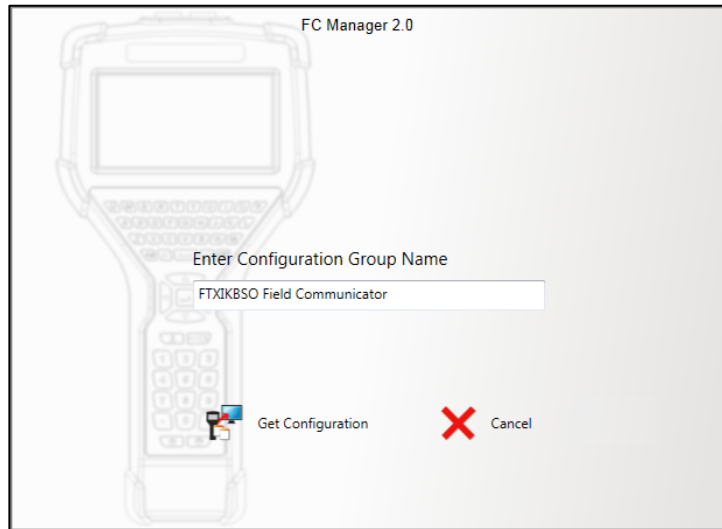 FC Manager 2.0
Enter Configuration Group Name
FTXIKBSO Field Communicator
Get Configuration
Cancel